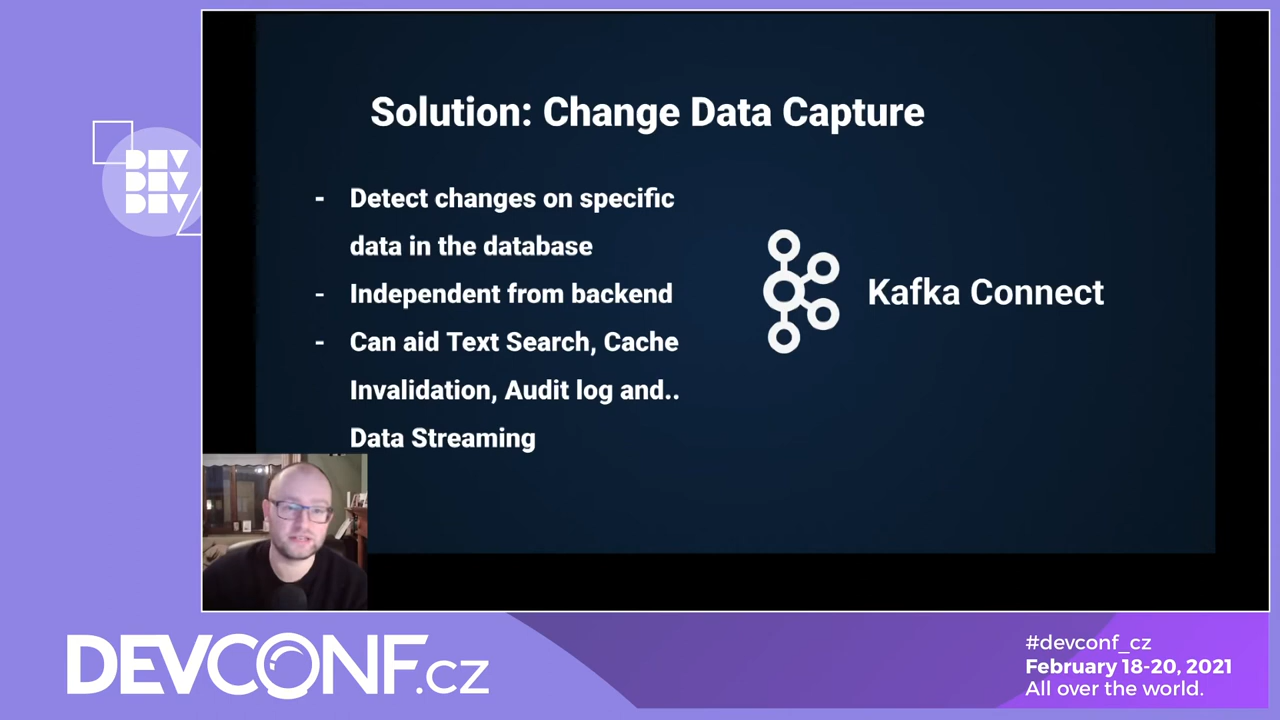 Solution: Change Data Capture
- Detect changes on specific
data in the database
- Independent from backend
- Can aid Text Search, Cache
Invalidation, Audit log and..
Data Streaming
Kafka Connect
DEV
DEV
DEV
DEVCONF.cz
#devconf_cz
February 18-20, 2021
All over the world.